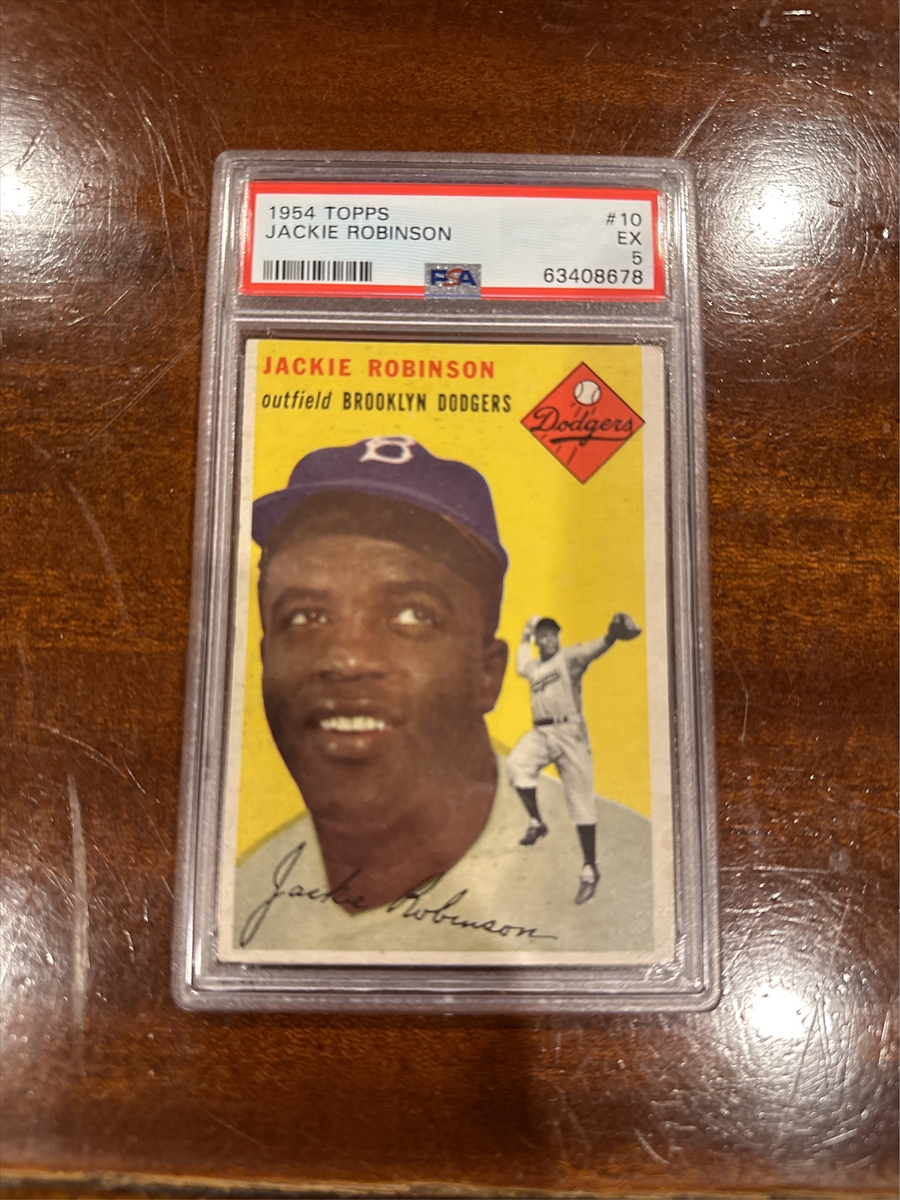 1954 TOPPS #10
JACKIE ROBINSON EX
5
PSA 63408678
JACKIE ROBINSON
outfield BROOKLYN DODGERS
Dodgers
B
Jackie Robinson